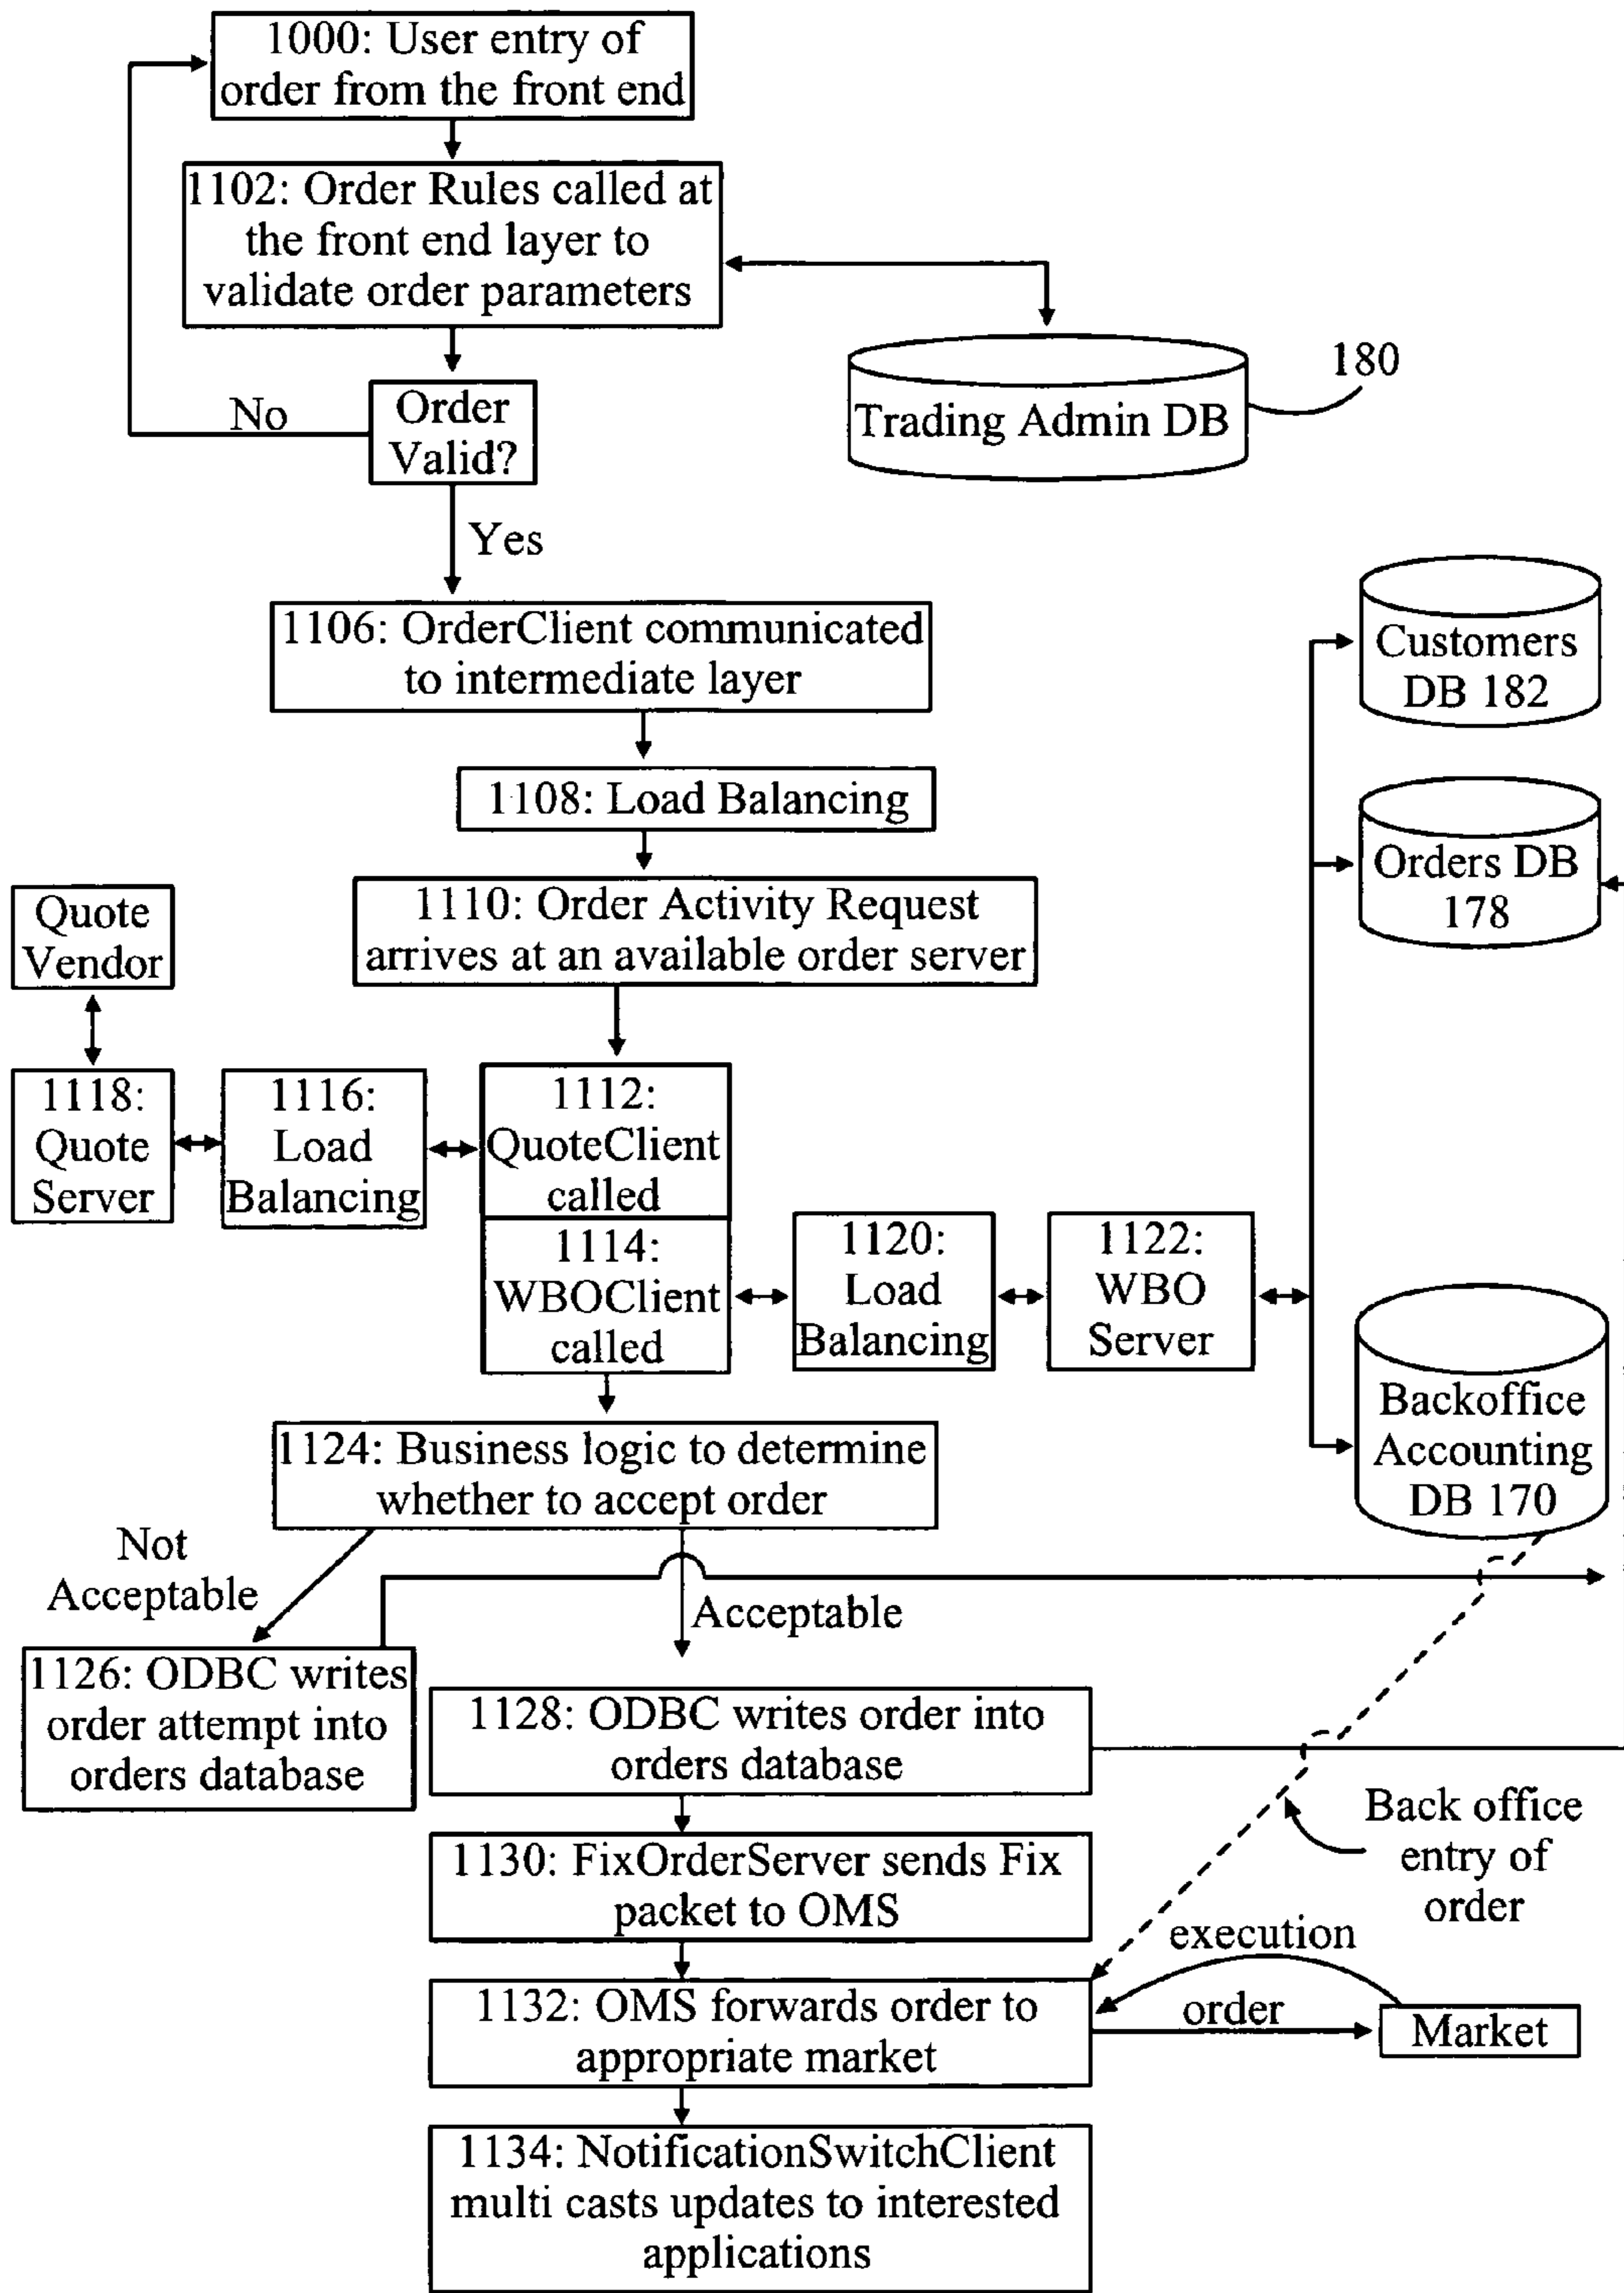 1000: User entry of
order from the front end
1102: Order Rules called at
the front end layer to
validate order parameters
180
Trading Admin DB
No
Order
Valid?
Yes
1106: OrderClient communicated
to intermediate layer
Customers
DB 182
1108: Load Balancing
Orders DB
178
1110: Order Activity Request
arrives at an available order server
Quote
Vendor
1118:
Quote
Server
1116:
Load
Balancing
1112:
QuoteClient
called
1114:
WBOClient
called
1120:
Load
Balancing
1122:
WBO
Server
Backoffice
Accounting
DB 170
1124: Business logic to determine
whether to accept order
Not
Acceptable
Acceptable
1126: ODBC writes
order attempt into
orders database
1128: ODBC writes order into
orders database
Back office
entry of
order
1130: FixOrderServer sends Fix
packet to OMS
execution
1132: OMS forwards order to
appropriate market
order
Market
1134: NotificationSwitchClient
multi casts updates to interested
applications